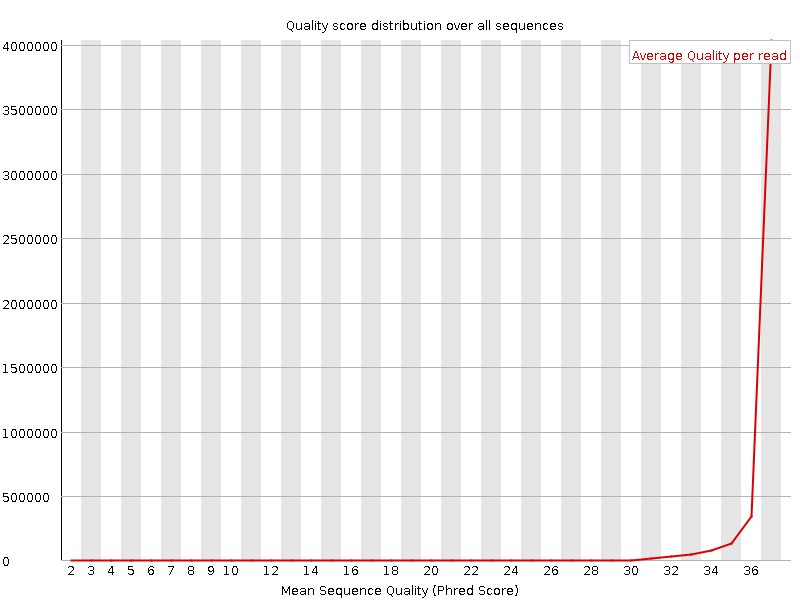 Quality score distribution over all sequences
Average Quality per read
4000000
3500000
3000000
2500000
2000000
1500000
1000000
500000
0
2 3 4 5 6 7 8 9 10 12 14 16 18 20 22 24 26 28 30 32 34 36
Mean Sequence Quality (Phred Score)